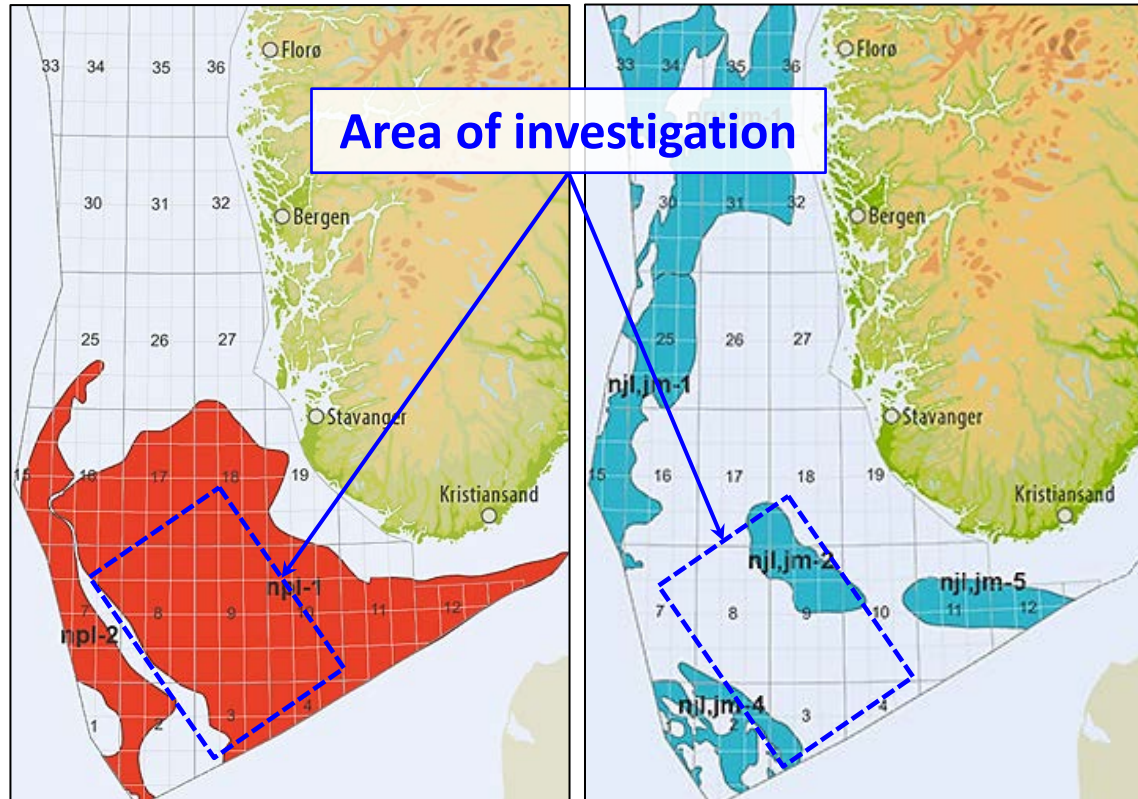 Area of investigation
33 34 35 36
Florø
30 31 32
Bergen
25 26 27
Stavanger
15 16 17 18 19
Kristiansand
npl-1
7 8 9 10 11 12
npl-2
1 2 3 4
33 34 35 36
Florø
30 31 32
Bergen
25 26 27
njl,jm-1
Stavanger
15 16 17 18 19
Kristiansand
njl,jm-2
njl,jm-5
7 8 9 10 11 12
njl,jm-4
1 2 3 4